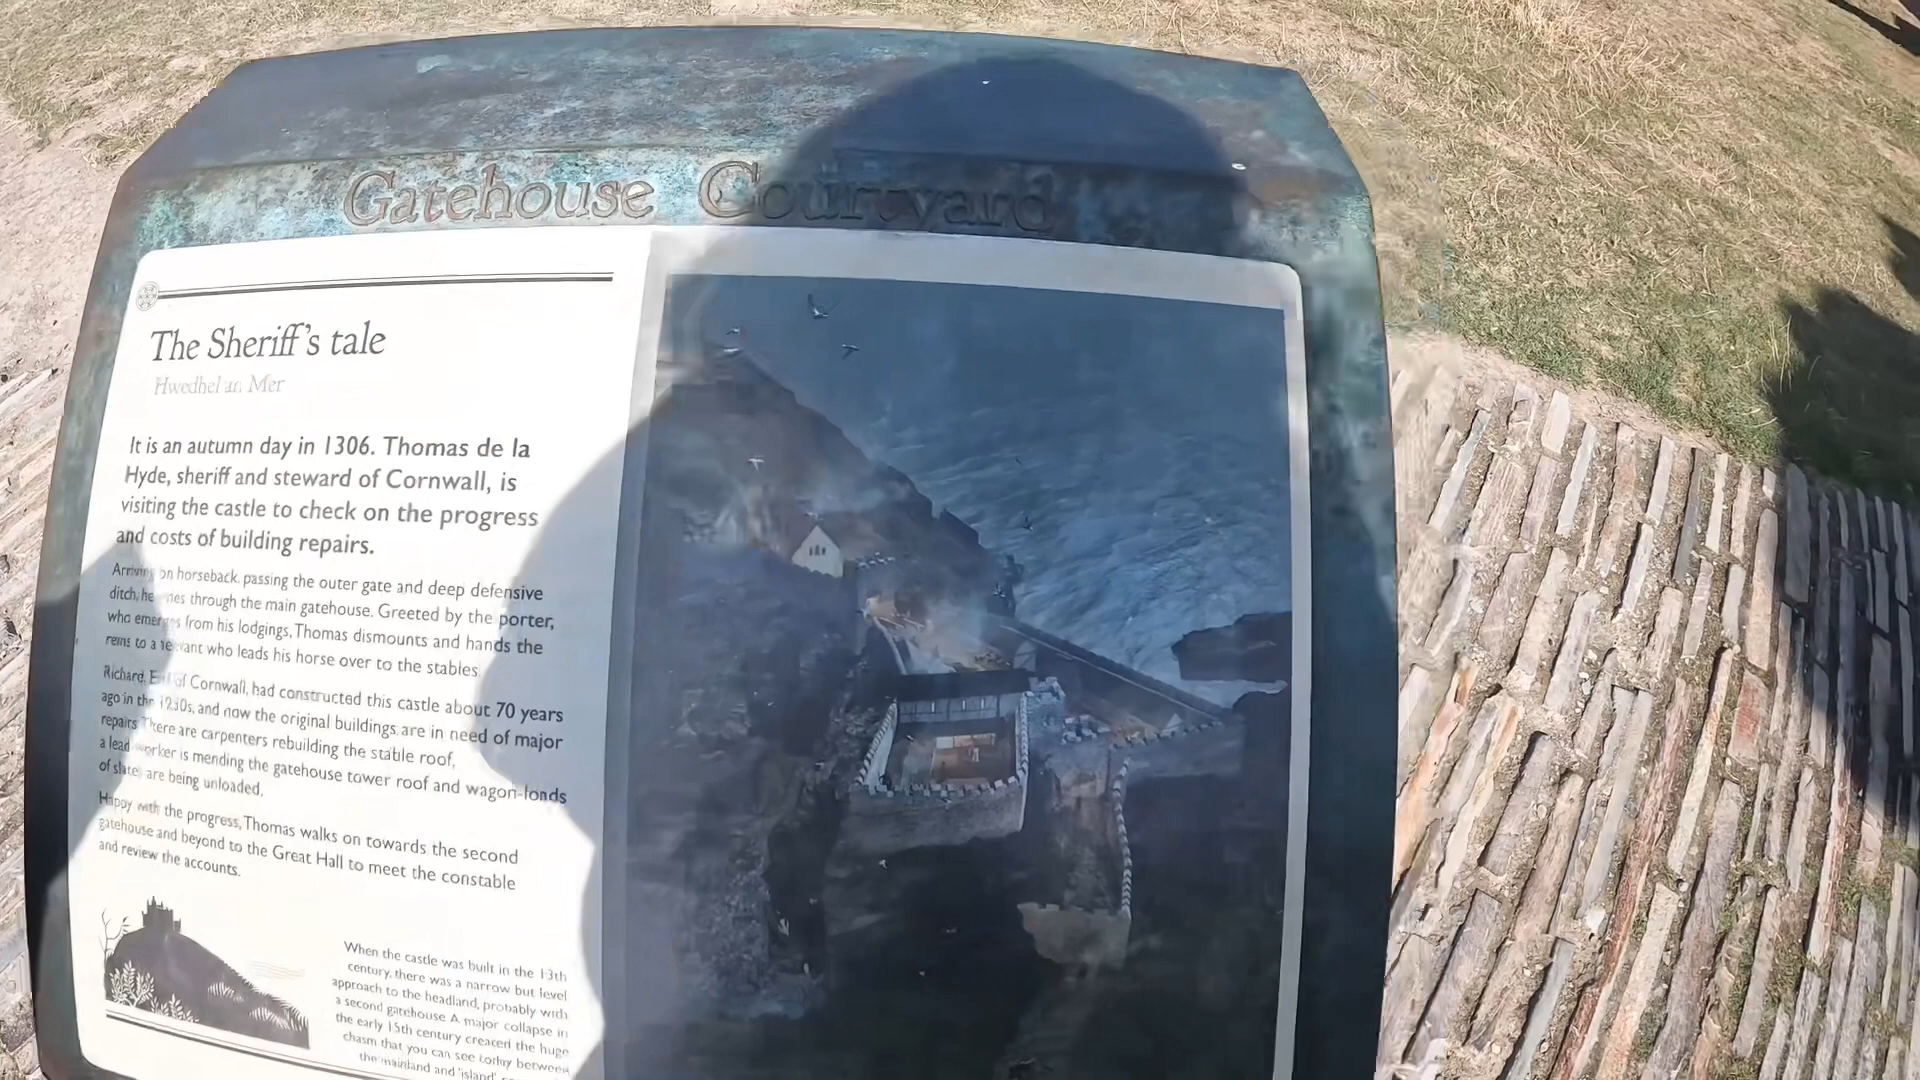 Gatehouse Courtyard
The Sheriff's tale
Hwedhel an Mer
It is an autumn day in 1306. Thomas de la
Hyde, sheriff and steward of Cornwall, is
visiting the castle to check on the progress
and costs of building repairs.
Arriving on horseback, passing the outer gate and deep defensive
ditch, he through the main gatehouse. Greeted by the porter,
who emerges from his lodgings, Thomas dismounts and hands the
reins to a servant who leads his horse over to the stables.
Richard, Earl of Cornwall, had constructed this castle about 70 years
ago in the 1230s, and now the original buildings are in need of major
repairs. There are carpenters rebuilding the stable roof,
a lead worker is mending the gatehouse tower roof and wagon-loads
of slate are being unloaded.
Happy with the progress, Thomas walks on towards the second
gatehouse and beyond to the Great Hall to meet the constable
and review the accounts.
When the castle was built in the 13th
century, there was a narrow but level
approach to the headland, probably with
a second gatehouse. A major collapse in
the early 15th century created the huge
chasm that you can see today between
the mainland and 'island'